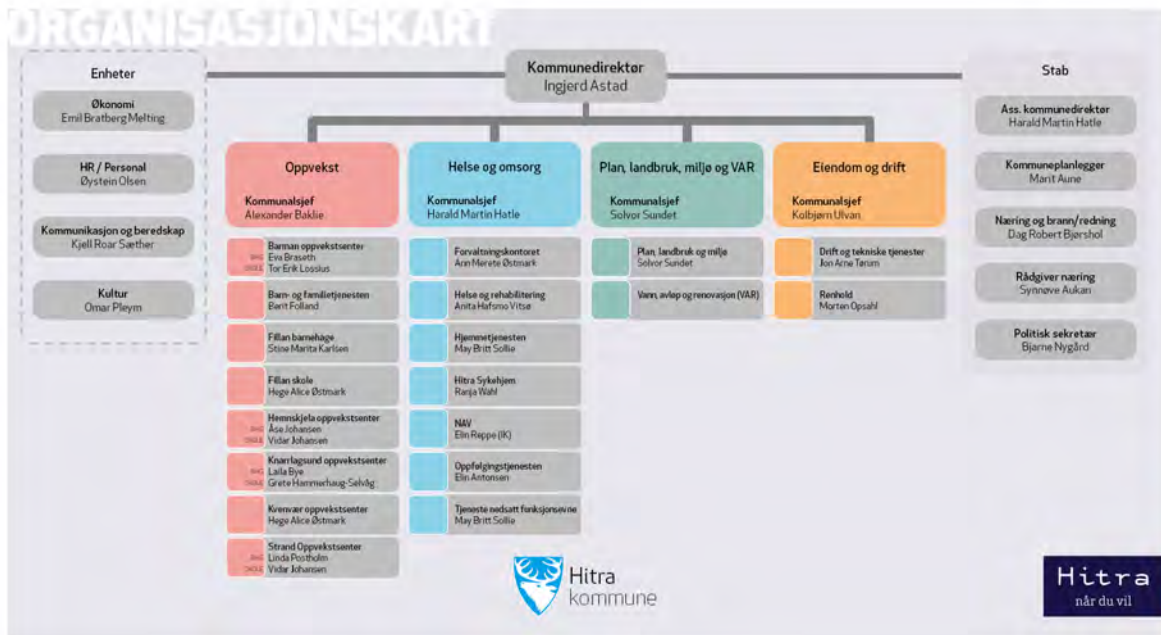 ORGANISASJONSKART
Kommunedirektør
Ingjerd Astad
Enheter
Økonomi
Emil Bratberg Melting
HR / Personal
Øystein Olsen
Kommunikasjon og beredskap
Kjell Roar Sæther
Kultur
Omar Pleym
Oppvekst
Kommunalsjef
Alexander Baklie
Barman oppvekstsenter
BHG Eva Braseth
SKOLE Tor Erik Lossius
Barn- og familietjenesten
Berit Folland
Fillan barnehage
Stine Marita Karlsen
Fillan skole
Hege Alice Østmark
Hemnskjela oppvekstsenter
BHG Åse Johansen
SKOLE Vidar Johansen
Knarrlagsund oppvekstsenter
BHG Laila Bye
SKOLE Grete Hammerhaug-Selvåg
Kvenvær oppvekstsenter
Hege Alice Østmark
Strand Oppvekstsenter
BHG Linda Postholm
SKOLE Vidar Johansen
Helse og omsorg
Kommunalsjef
Harald Martin Hatle
Forvaltningskontoret
Ann Merete Østmark
Helse og rehabilitering
Anita Hafsmo Vitsø
Hjemmetjenesten
May Britt Sollie
Hitra Sykehjem
Ranja Wahl
NAV
Elin Reppe (IK)
Oppfølgingstjenesten
Elin Antonsen
Tjeneste nedsatt funksjonsevne
May Britt Sollie
Plan, landbruk, miljø og VAR
Kommunalsjef
Solvor Sundet
Plan, landbruk og miljø
Solvor Sundet
Vann, avløp og renovasjon (VAR)
Eiendom og drift
Kommunalsjef
Kolbjørn Ulvan
Drift og tekniske tjenester
Jon Arne Tørum
Renhold
Morten Opsahl
Stab
Ass. kommunedirektør
Harald Martin Hatle
Kommuneplanlegger
Marit Aune
Næring og brann/redning
Dag Robert Bjørshol
Rådgiver næring
Synnøve Aukan
Politisk sekretær
Bjarne Nygård
Hitra
kommune
Hitra
når du vil